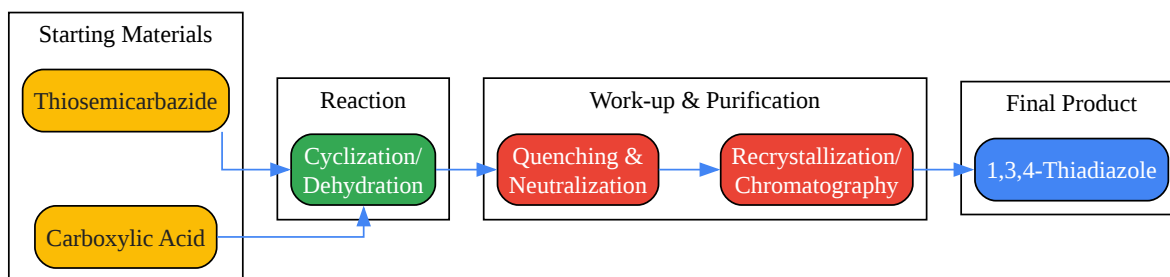 Starting Materials
Thiosemicarbazide
Carboxylic Acid
Reaction
Cyclization/
Dehydration
Work-up & Purification
Quenching &
Neutralization
Recrystallization/
Chromatography
Final Product
1,3,4-Thiadiazole